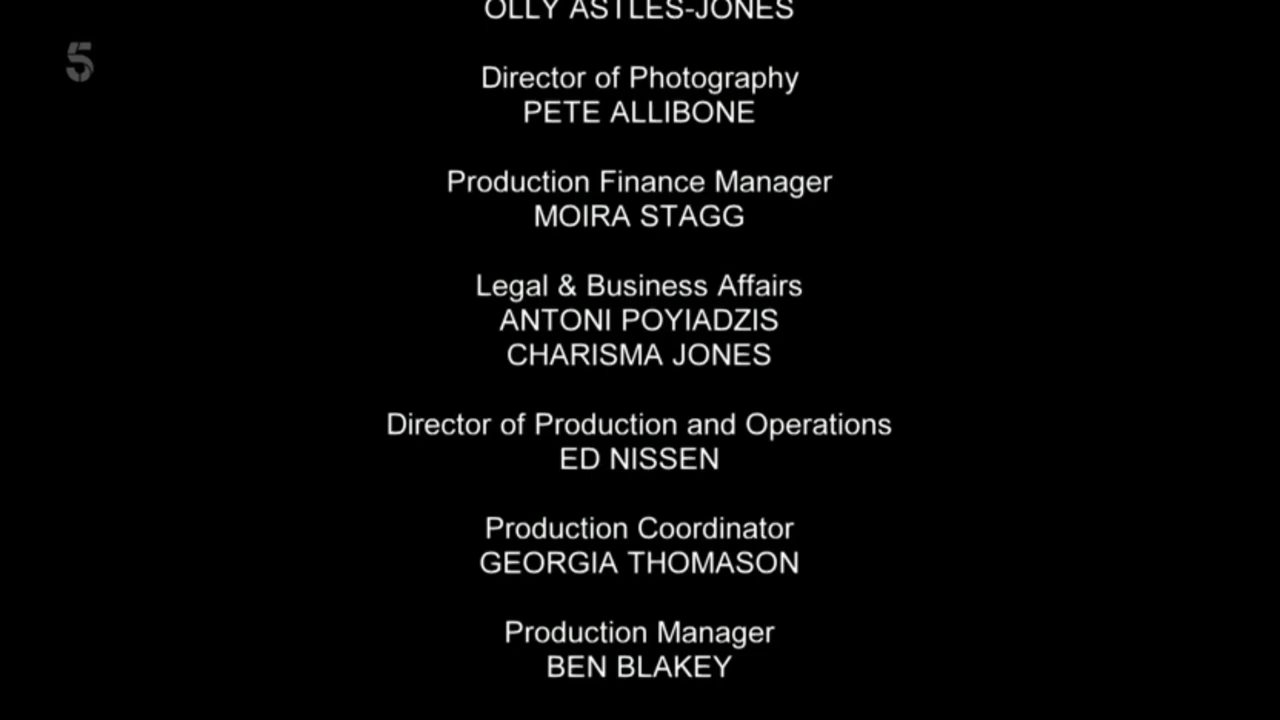 OLLY ASTLES-JONES
5
Director of Photography
PETE ALLIBONE
Production Finance Manager
MOIRA STAGG
Legal & Business Affairs
ANTONI POYIADZIS
CHARISMA JONES
Director of Production and Operations
ED NISSEN
Production Coordinator
GEORGIA THOMASON
Production Manager
BEN BLAKEY